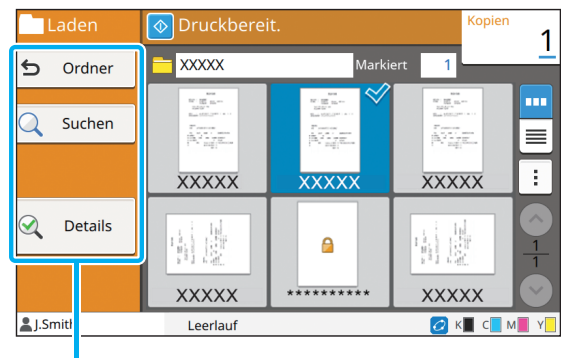 Laden
Druckbereit.
Kopien
1
Ordner
XXXXX
Markiert 1
Suchen
XXXXX
XXXXX
XXXXX
Details
1
1
XXXXX
**********
XXXXX
J.Smith
Leerlauf
K C M Y